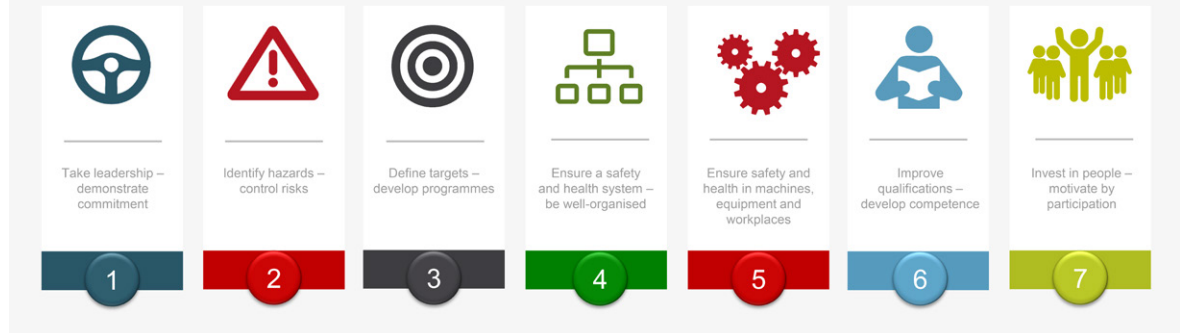 Take leadership –
demonstrate
commitment
1
Identify hazards –
control risks
2
Define targets –
develop programmes
3
Ensure a safety
and health system –
be well-organised
4
Ensure safety and
health in machines,
equipment and
workplaces
5
Improve
qualifications –
develop competence
6
Invest in people –
motivate by
participation
7